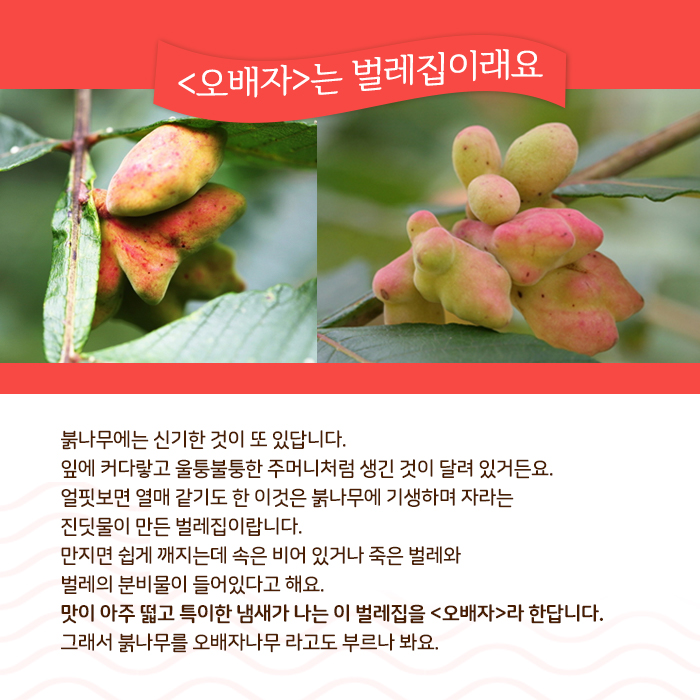 <오배자>는 벌레집이래요
붉나무에는 신기한 것이 또 있답니다.
잎에 커다랗고 울퉁불퉁한 주머니처럼 생긴 것이 달려 있거든요.
얼핏보면 열매 같기도 한 이것은 붉나무에 기생하며 자라는
진딧물이 만든 벌레집이랍니다.
만지면 쉽게 깨지는데 속은 비어 있거나 죽은 벌레와
벌레의 분비물이 들어있다고 해요.
맛이 아주 떫고 특이한 냄새가 나는 이 벌레집을 <오배자>라 한답니다.
그래서 붉나무를 오배자나무 라고도 부르나 봐요.